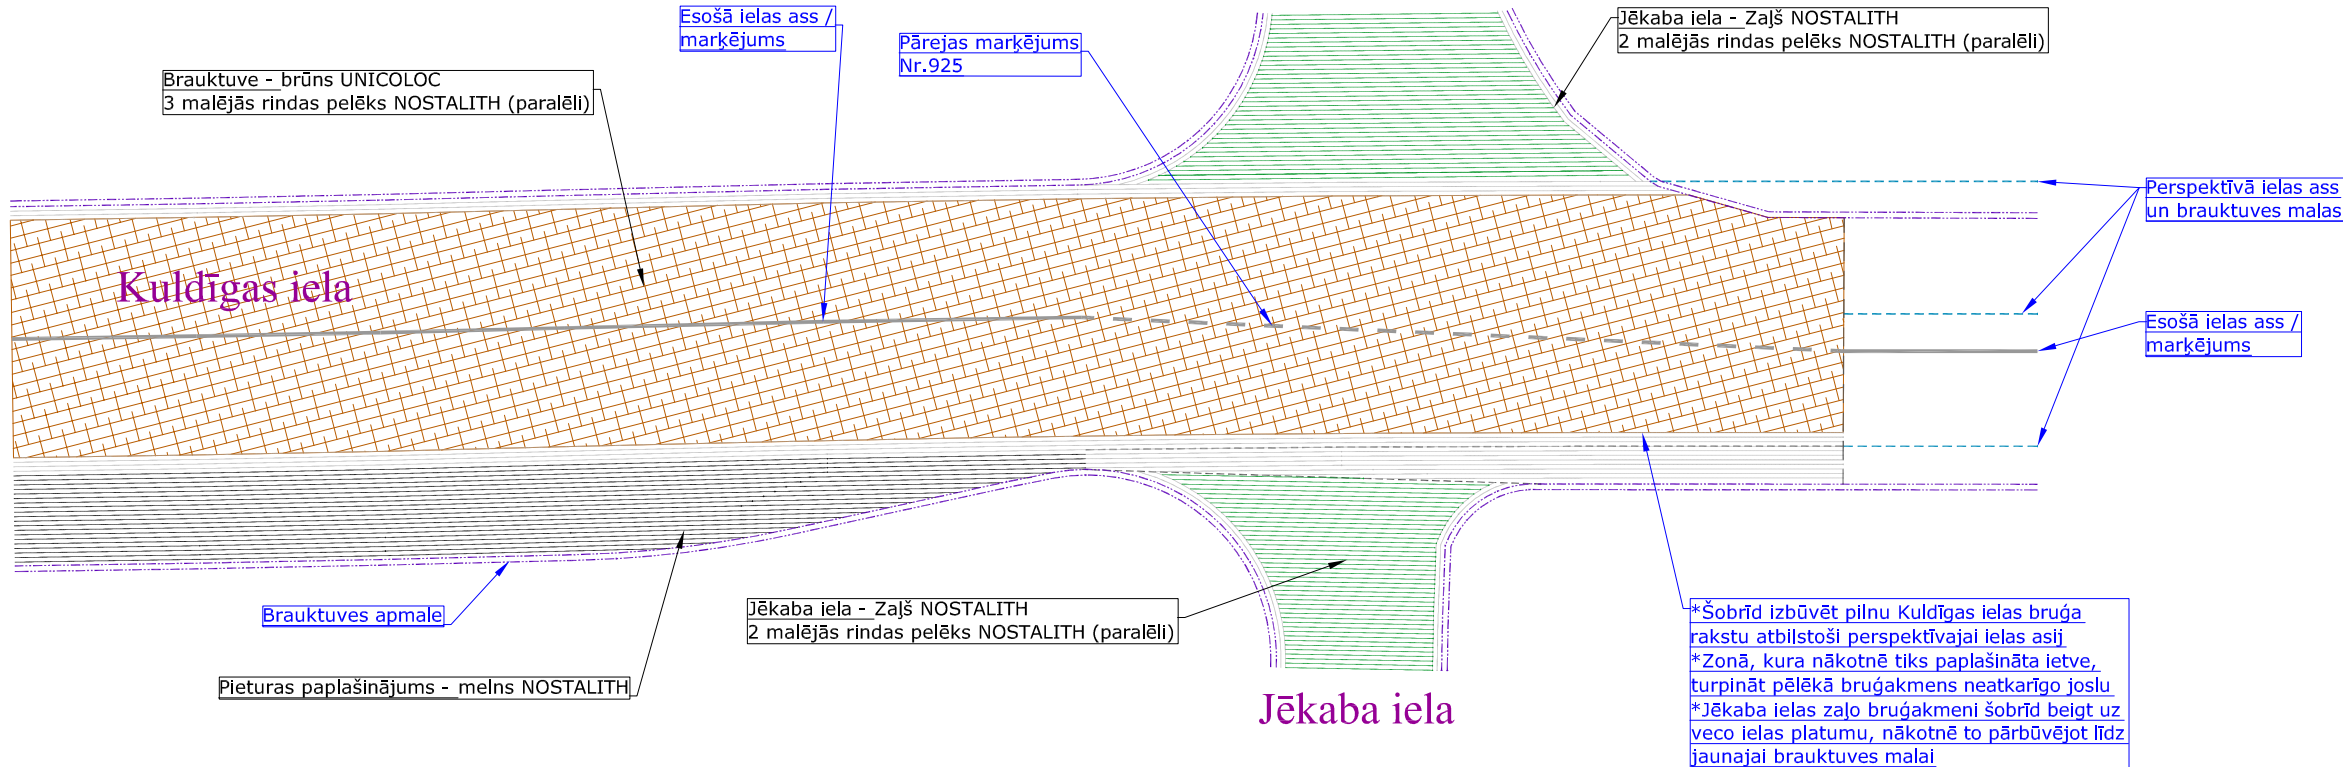 Esošā ielas ass /
marķējums
Pārejas marķējums
Nr.925
Jēkaba iela - Zaļš NOSTALITH
2 malējās rindas pelēks NOSTALITH (paralēli)
Brauktuve - brūns UNICOLOC
3 malējās rindas pelēks NOSTALITH (paralēli)
Perspektīvā ielas ass
un brauktuves malas
Kuldīgas iela
Esošā ielas ass /
marķējums
Brauktuves apmale
Jēkaba iela - Zaļš NOSTALITH
2 malējās rindas pelēks NOSTALITH (paralēli)
Pieturas paplašinājums - melns NOSTALITH
Jēkaba iela
*Šobrīd izbūvēt pilnu Kuldīgas ielas bruģa
rakstu atbilstoši perspektīvajai ielas asij
*Zonā, kura nākotnē tiks paplašināta ietve,
turpināt pēlēkā bruģakmens neatkarīgo joslu
*Jēkaba ielas zaļo bruģakmeni šobrīd beigt uz
veco ielas platumu, nākotnē to pārbūvējot līdz
jaunajai brauktuves malai